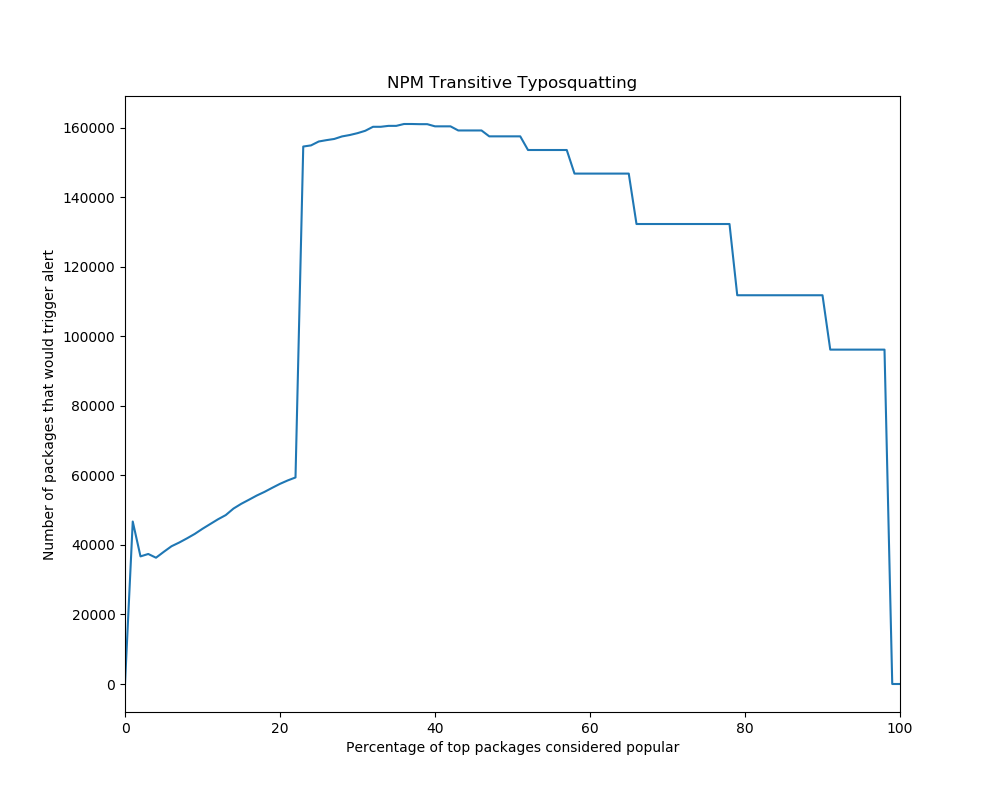 NPM Transitive Typosquatting
Number of packages that would trigger alert
160000
140000
120000
100000
80000
60000
40000
20000
0
0 20 40 60 80 100
Percentage of top packages considered popular